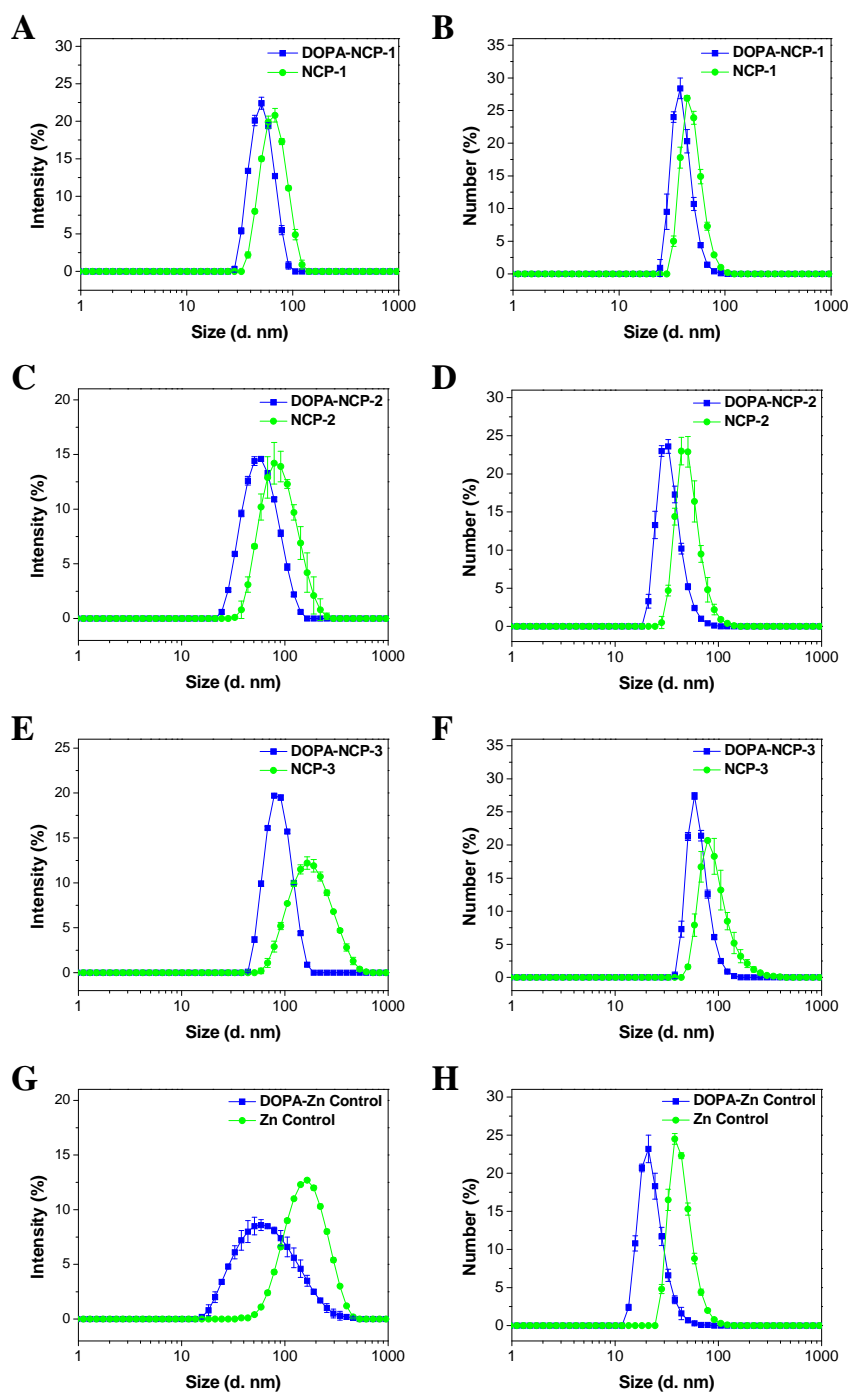 A
DOPA-NCP-1
NCP-1
30
25
20
15
10
5
0
Intensity (%)
1
10
100
1000
Size (d. nm)
B
DOPA-NCP-1
NCP-1
35
30
25
20
15
10
5
0
Number (%)
1
10
100
1000
Size (d. nm)
C
DOPA-NCP-2
NCP-2
20
15
10
5
0
Intensity (%)
1
10
100
1000
Size (d. nm)
D
DOPA-NCP-2
NCP-2
30
25
20
15
10
5
0
Number (%)
1
10
100
1000
Size (d. nm)
E
DOPA-NCP-3
NCP-3
25
20
15
10
5
0
Intensity (%)
1
10
100
1000
Size (d. nm)
F
DOPA-NCP-3
NCP-3
35
30
25
20
15
10
5
0
Number (%)
1
10
100
1000
Size (d. nm)
G
DOPA-Zn Control
Zn Control
20
15
10
5
0
Intensity (%)
1
10
100
1000
Size (d. nm)
H
DOPA-Zn Control
Zn Control
30
25
20
15
10
5
0
Number (%)
1
10
100
1000
Size (d. nm)